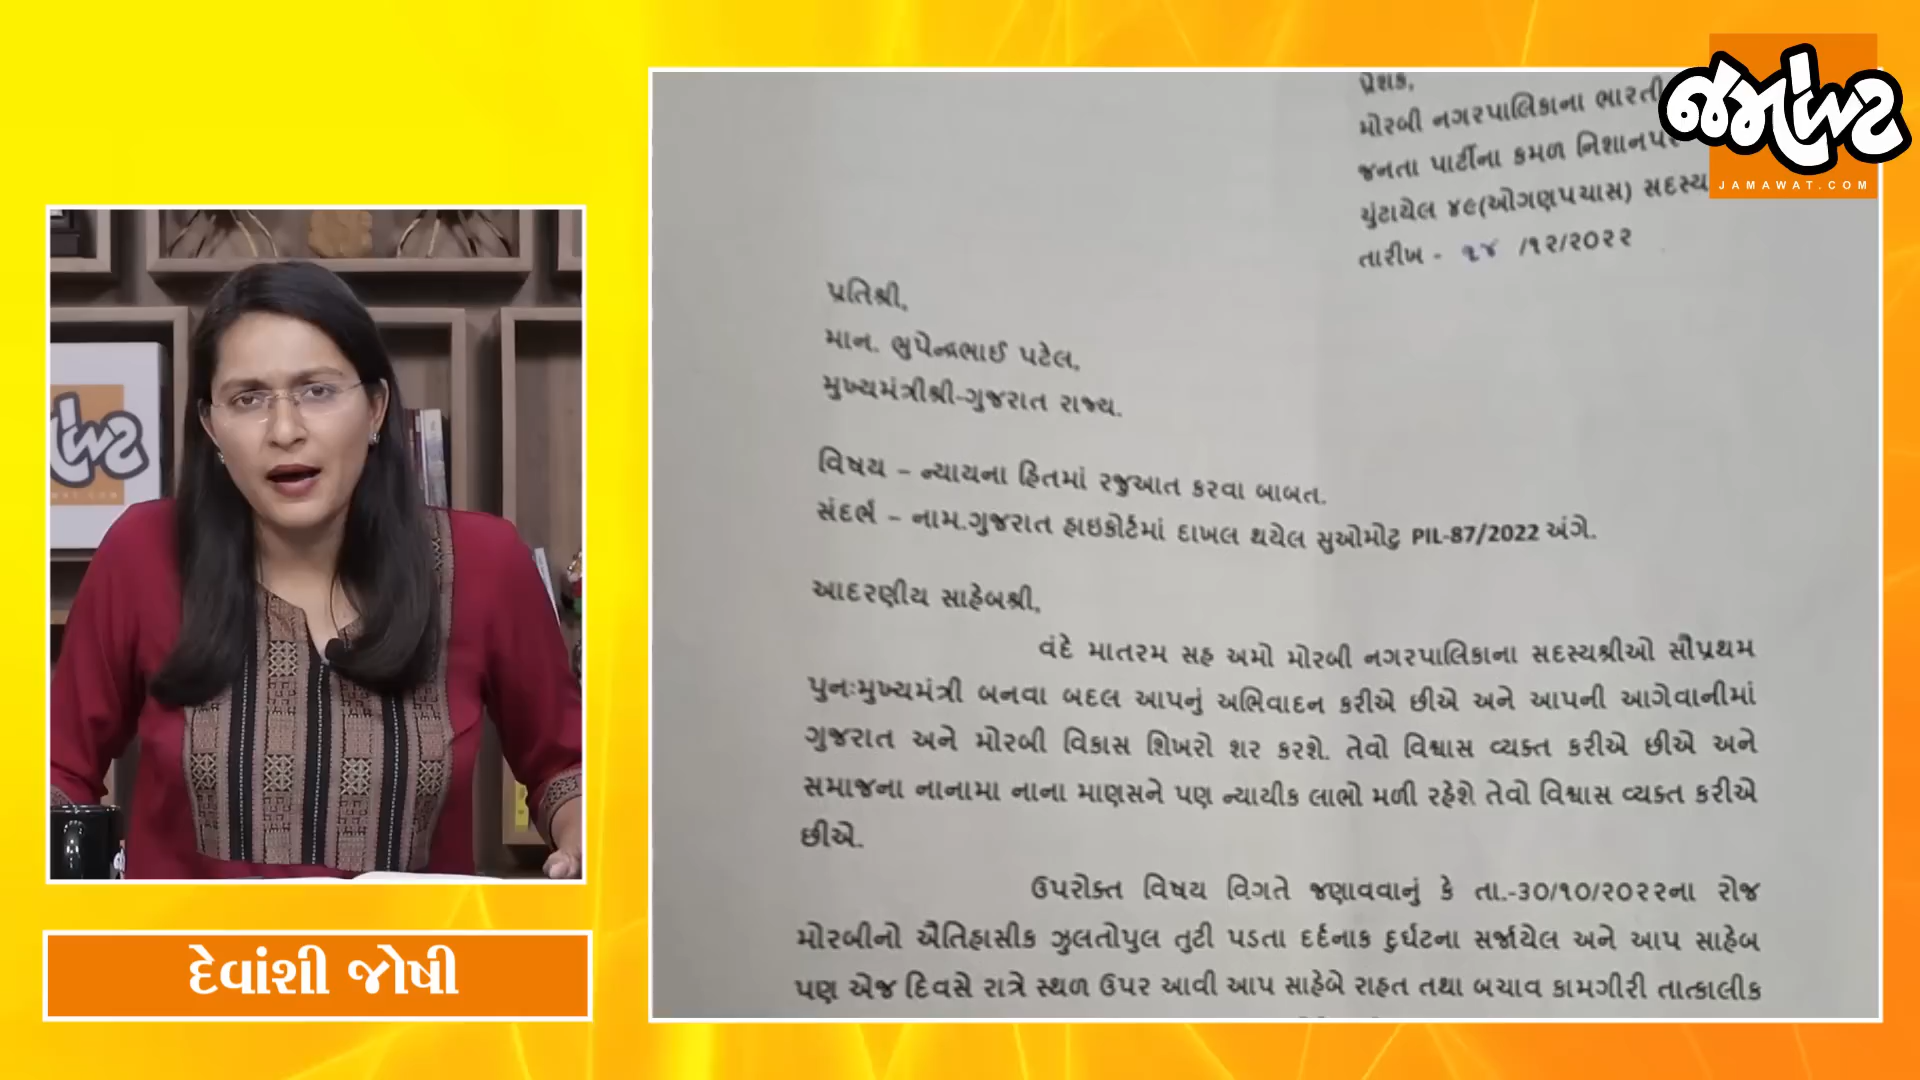 જમાવટ
JAMAWAT.COM
પ્રેશક,
મોરબી નગરપાલિકાના ભારતી
જનતા પાર્ટીના કમળ નિશાનપર
ચુંટાયેલ ૪૯(ઓગણપચાસ) સદસ્ય
તારીખ - ૧૪ /૧૨/૨૦૨૨
પ્રતિશ્રી,
માન. ભુપેન્દ્રભાઈ પટેલ,
મુખ્યમંત્રીશ્રી-ગુજરાત રાજ્ય.
વિષય – ન્યાયના હિતમાં રજુઆત કરવા બાબત.
સંદર્ભ – નામ.ગુજરાત હાઇકોર્ટમાં દાખલ થયેલ સુઓમોટુ PIL-87/2022 અંગે.
આદરણીય સાહેબશ્રી,
વંદે માતરમ સહ અમો મોરબી નગરપાલિકાના સદસ્યશ્રીઓ સૌપ્રથમ
પુનઃમુખ્યમંત્રી બનવા બદલ આપનું અભિવાદન કરીએ છીએ અને આપની આગેવાનીમાં
ગુજરાત અને મોરબી વિકાસ શિખરો શર કરશે. તેવો વિશ્વાસ વ્યક્ત કરીએ છીએ અને
સમાજના નાનામા નાના માણસને પણ ન્યાયીક લાભો મળી રહેશે તેવો વિશ્વાસ વ્યક્ત કરીએ
છીએ.
ઉપરોક્ત વિષય વિગતે જણાવવાનું કે તા.-૩૦/૧૦/૨૦૨૨ના રોજ
મોરબીનો ઐતિહાસીક ઝુલતોપુલ તુટી પડતા દર્દનાક દુર્ઘટના સર્જાયેલ અને આપ સાહેબ
પણ એજ દિવસે રાત્રે સ્થળ ઉપર આવી આપ સાહેબે રાહત તથા બચાવ કામગીરી તાત્કાલીક
દેવાંશી જોષી